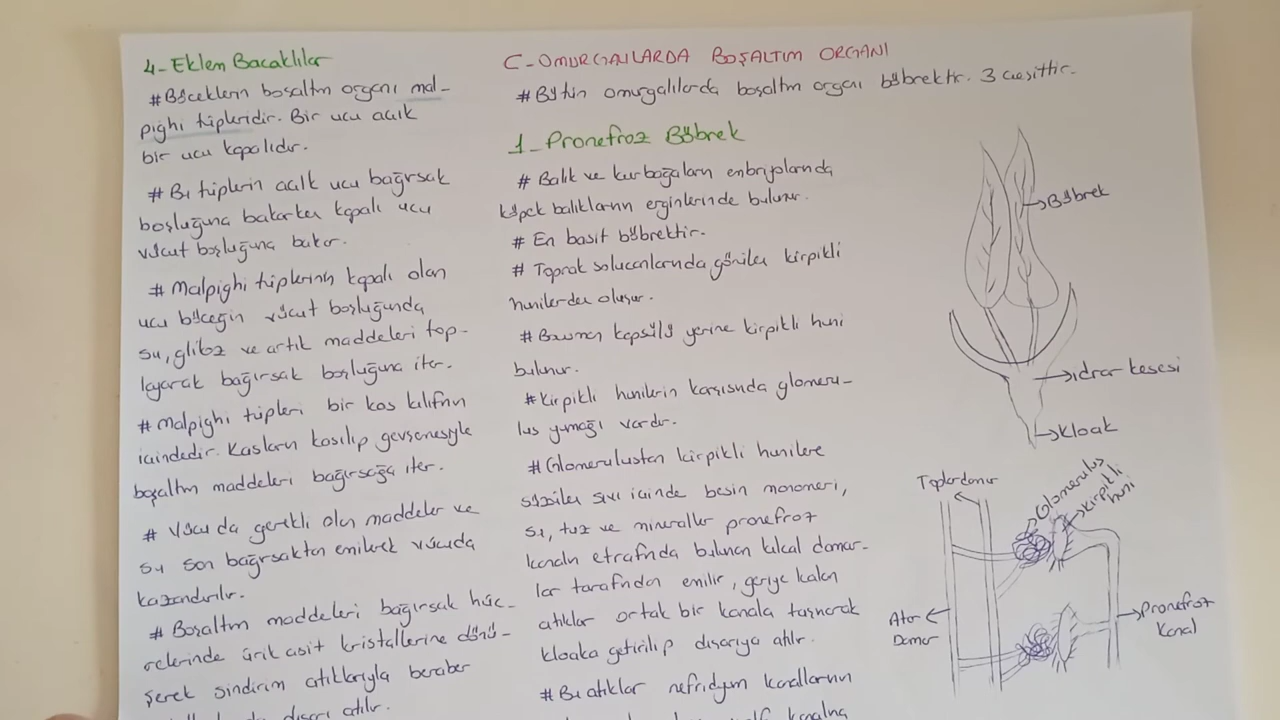 4- Eklem Bacaklılar
# Böceklerin boşaltım organı mal-
pighi tüpleridir. Bir ucu açık
bir ucu kapalıdır.
# Bu tüplerin açık ucu bağırsak
boşluğuna bakarken kapalı ucu
vücut boşluğuna bakar.
# Malpighi tüplerinin kapalı olan
ucu böceğin vücut boşluğunda
su, glikoz ve artık maddeleri top-
layarak bağırsak boşluğuna iter.
# Malpighi tüpleri bir kas kılıfının
içindedir. Kasların kasılıp gevşemesiyle
boşaltım maddeleri bağırsağa iter.
# Vücuda gerekli olan maddeler ve
su son bağırsaktan emilerek vücuda
kazandırılır.
# Boşaltım maddeleri bağırsak hüc-
relerinde ürik asit kristallerine dönü-
şerek sindirim atıklarıyla beraber
dışarı atılır.
C- OMURGALILARDA BOŞALTIM ORGANI
# Bütün omurgalılarda boşaltım organı böbrektir. 3 çeşittir.
1- Pronefroz Böbrek
# Balık ve kurbağaların embriyolarında
köpek balıklarının erginlerinde bulunur.
# En basit böbrektir.
# Toprak solucanlarında görülen kirpikli
hunilerden oluşur.
# Bowman kapsülü yerine kirpikli huni
bulunur.
# Kirpikli hunilerin karşısında glomeru-
lus yumağı vardır.
# Glomerulustan kirpikli hunilere
süzülen sıvı içinde besin monomeri,
su, tuz ve mineraller pronefroz
kanalın etrafında bulunan kılcal damar-
lar tarafından emilir, geriye kalan
atıklar ortak bir kanala taşınarak
kloaka getirilip dışarıya atılır.
# Bu atıklar nefridyum kanallarının
kanalına
Böbrek
idrar kesesi
Kloak
Toplardamar
Glomerulus
Kirpikli
huni
Atar
Damar
Pronefroz
Kanal